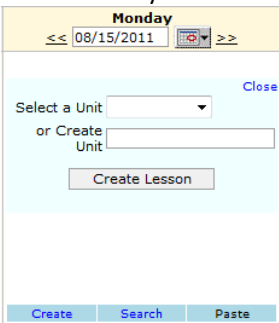 Monday
<< 08/15/2011 >>
Close
Select a Unit
or Create
Unit
Create Lesson
Create Search Paste